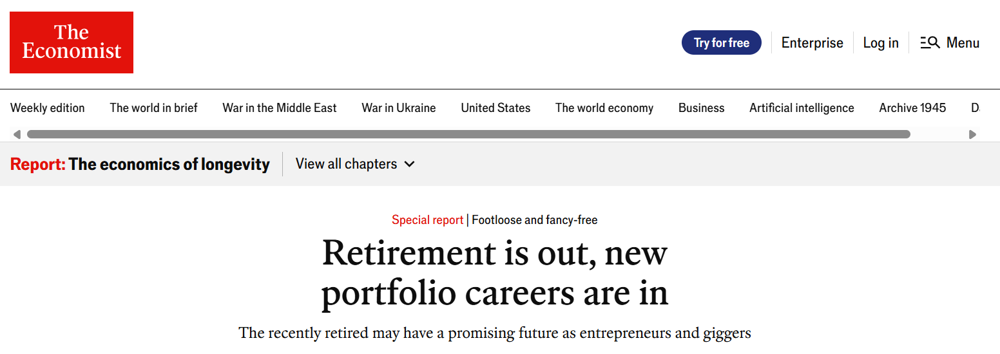 The
Economist
Try for free
Enterprise
Log in
Menu
Weekly edition
The world in brief
War in the Middle East
War in Ukraine
United States
The world economy
Business
Artificial intelligence
Archive 1945
Report: The economics of longevity
View all chapters
Special report | Footloose and fancy-free
Retirement is out, new
portfolio careers are in
The recently retired may have a promising future as entrepreneurs and giggers